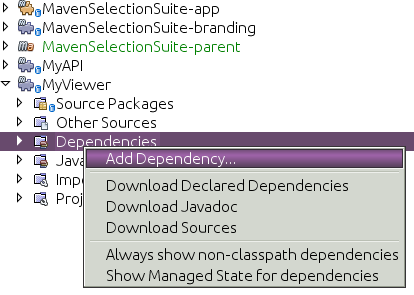 MavenSelectionSuite-app
MavenSelectionSuite-branding
MavenSelectionSuite-parent
MyAPI
MyViewer
Source Packages
Other Sources
Dependencies
Add Dependency...
Java
Download Declared Dependencies
Impo
Download Javadoc
Proj
Download Sources
Always show non-classpath dependencies
Show Managed State for dependencies